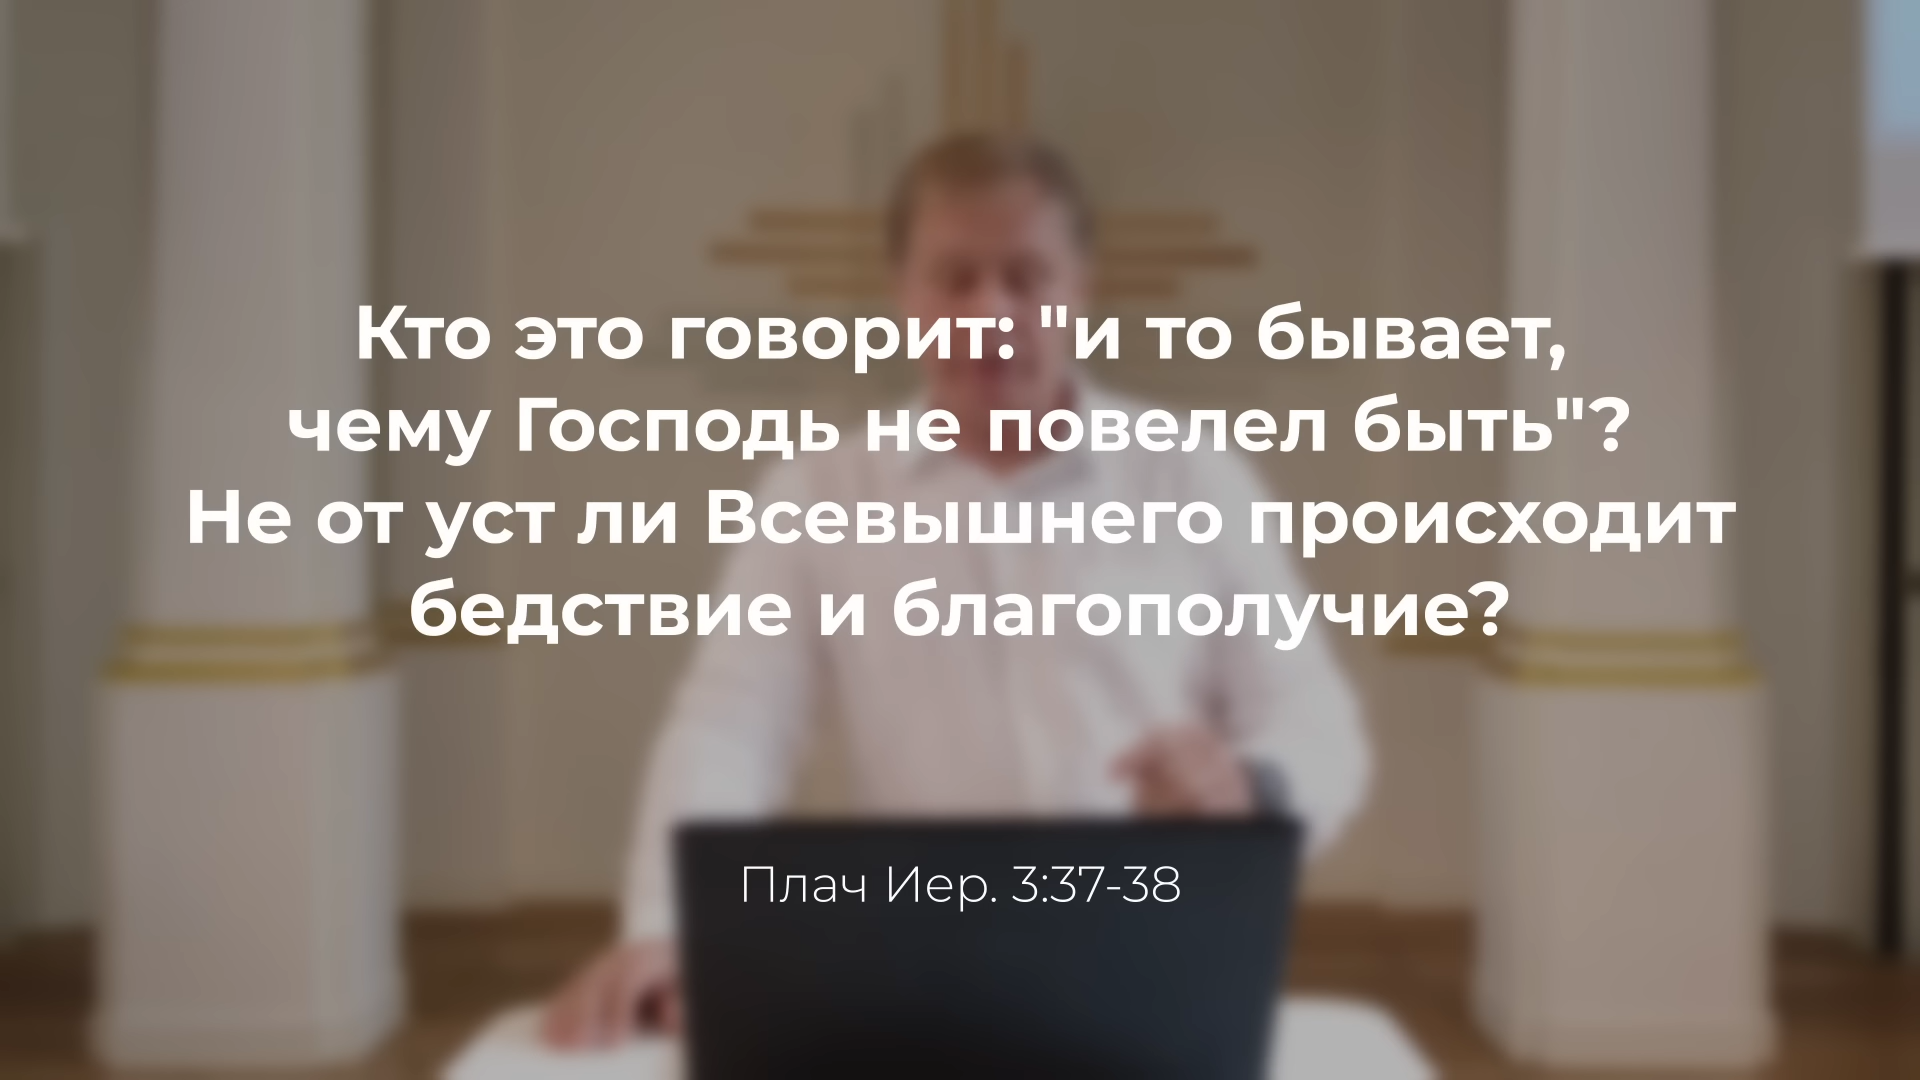 Кто это говорит: "и то бывает,
чему Господь не повелел быть"?
Не от уст ли Всевышнего происходит
бедствие и благополучие?
Плач Иер. 3:37-38